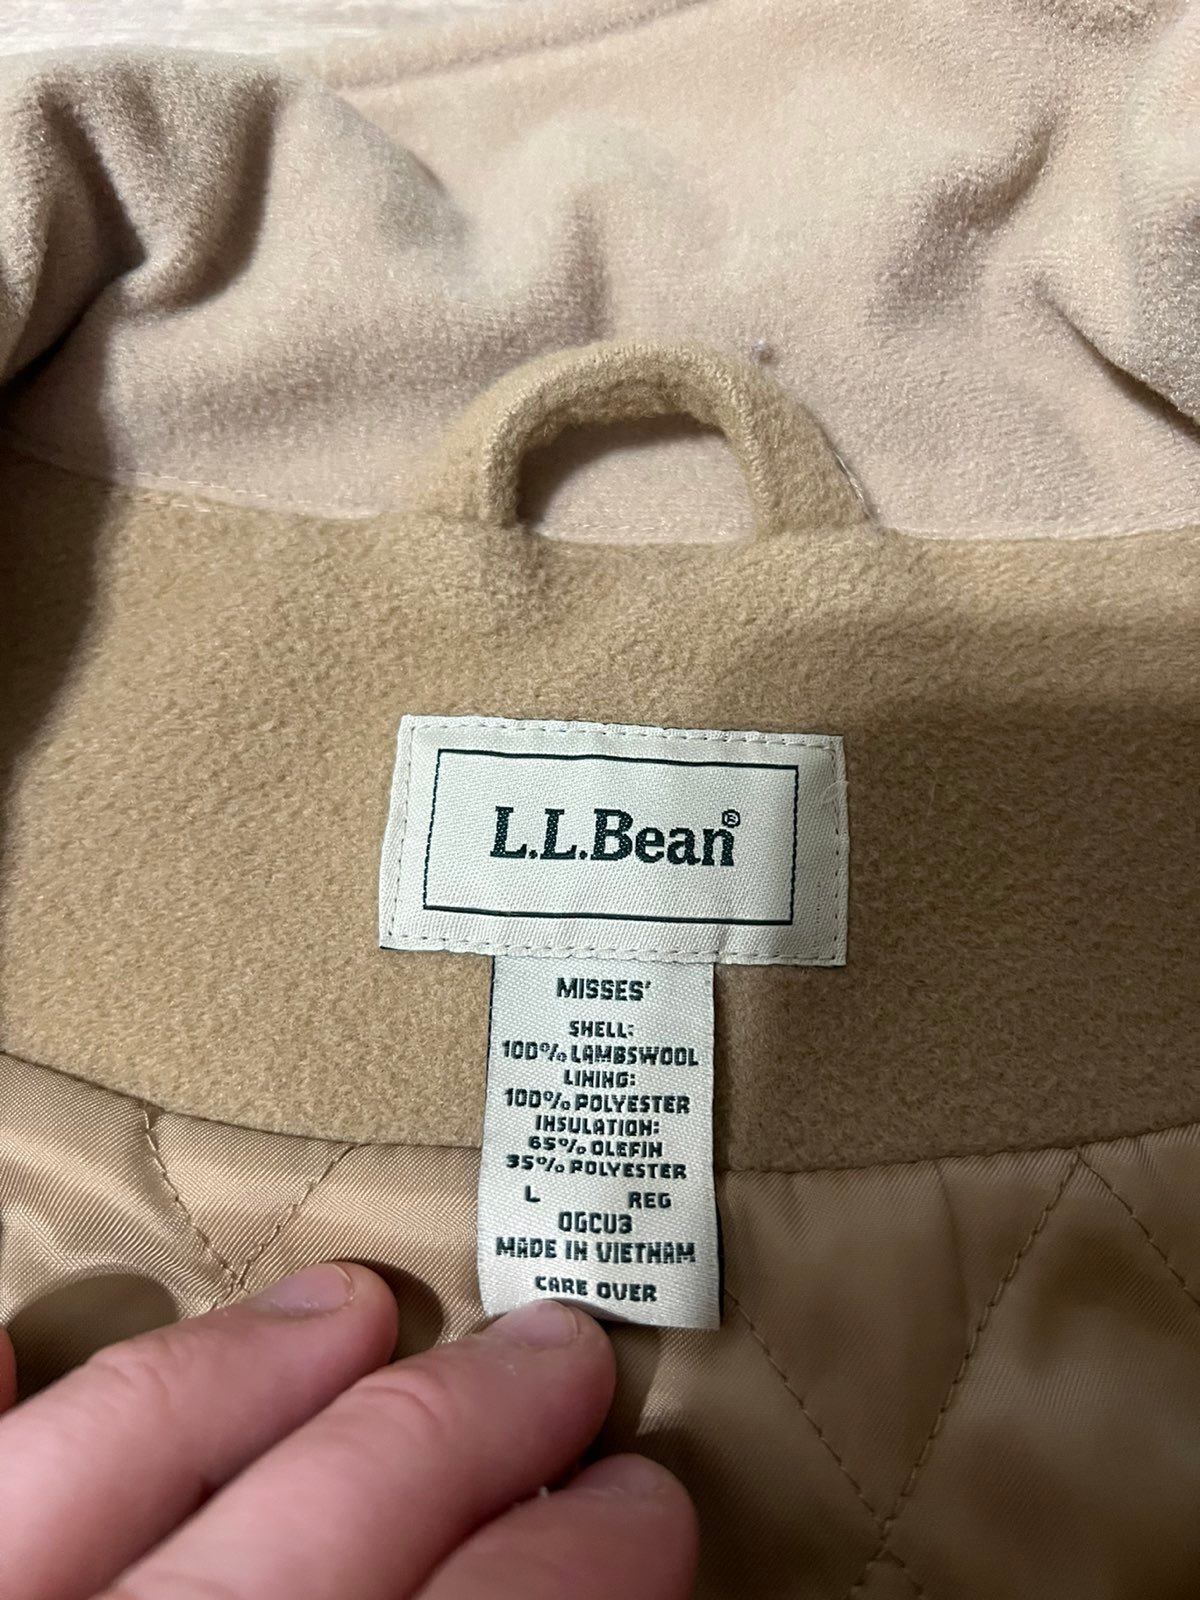 L.L.Bean®
MISSES'
SHELL:
100% LAMBSWOOL
LINING:
100% POLYESTER
INSULATION:
65% OLEFIN
35% POLYESTER
L REG
0GCU3
MADE IN VIETNAM
CARE OVER